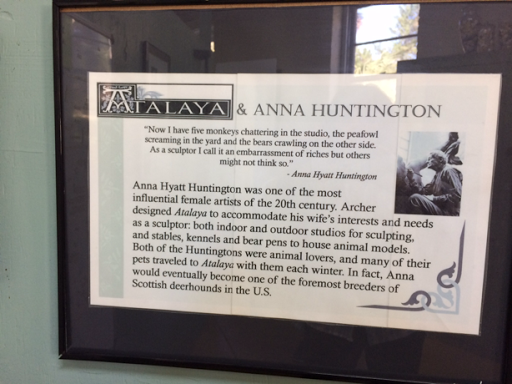 ATALAYA & ANNA HUNTINGTON
"Now I have five monkeys chattering in the studio, the peafowl
screaming in the yard and the bears crawling on the other side.
As a sculptor I call it an embarrassment of riches but others
might not think so."
- Anna Hyatt Huntington
Anna Hyatt Huntington was one of the most
influential female artists of the 20th century. Archer
designed Atalaya to accommodate his wife's interests and needs
as a sculptor: both indoor and outdoor studios for sculpting,
and stables, kennels and bear pens to house animal models.
Both of the Huntingtons were animal lovers, and many of their
pets traveled to Atalaya with them each winter. In fact, Anna
would eventually become one of the foremost breeders of
Scottish deerhounds in the U.S.